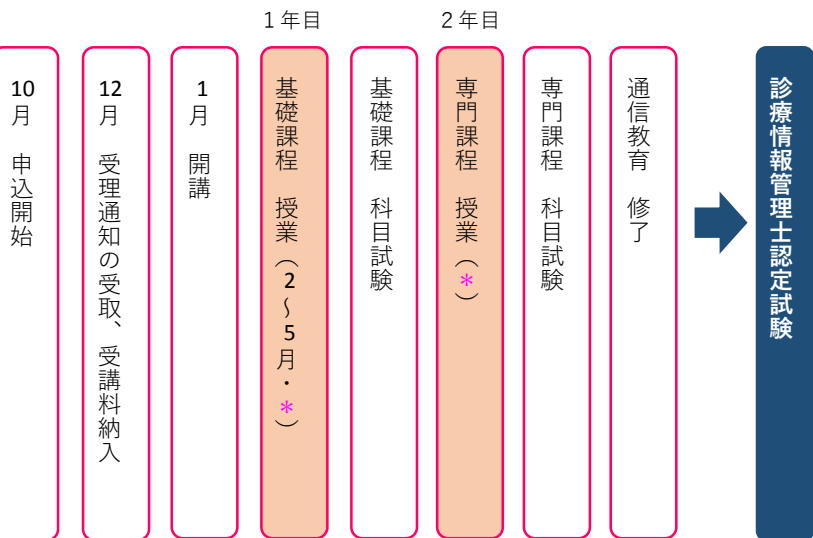 1年目
2年目
10月 申込開始
12月 受理通知の受取、受講料納入
1月 開講
基礎課程 授業（2～5月・＊）
基礎課程 科目試験
専門課程 授業（＊）
専門課程 科目試験
通信教育 修了
診療情報管理士認定試験